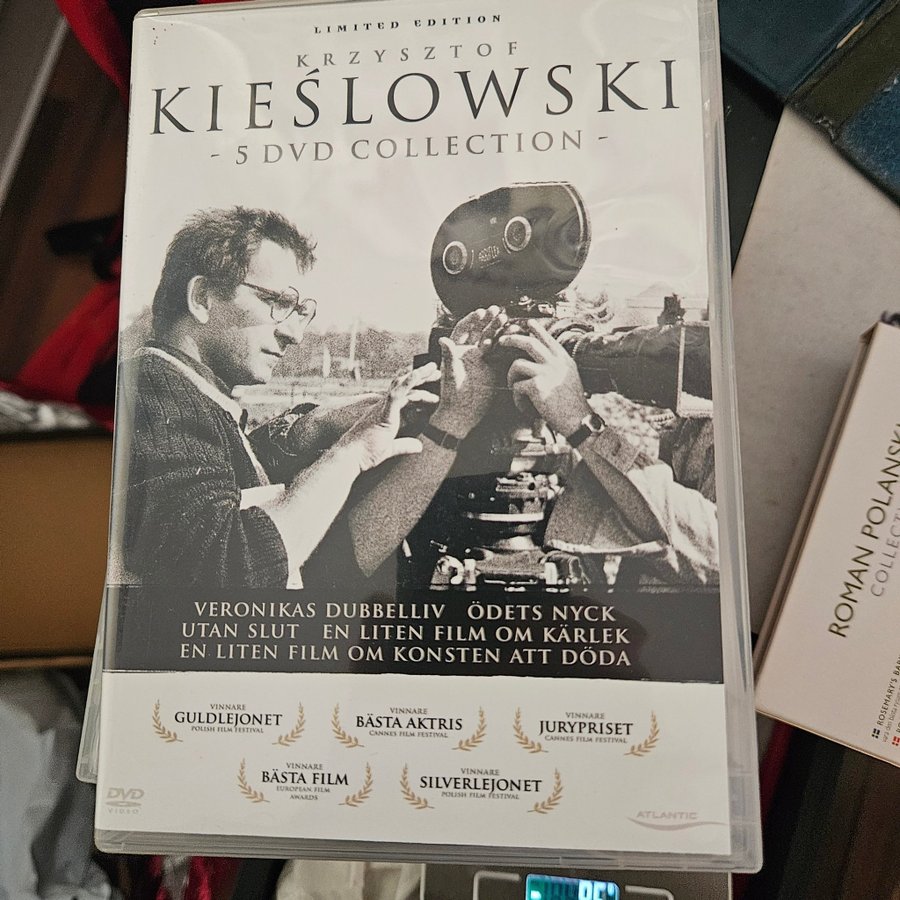 LIMITED EDITION
KRZYSZTOF
KIEŚLOWSKI
- 5 DVD COLLECTION -
VERONIKAS DUBBELLIV ÖDETS NYCK
UTAN SLUT EN LITEN FILM OM KÄRLEK
EN LITEN FILM OM KONSTEN ATT DÖDA
VINNARE
GULDLEJONET
POLISH FILM FESTIVAL
VINNARE
BÄSTA AKTRIS
CANNES FILM FESTIVAL
VINNARE
JURYPRISET
CANNES FILM FESTIVAL
VINNARE
BÄSTA FILM
EUROPEAN FILM
AWARDS
VINNARE
SILVERLEJONET
POLISH FILM FESTIVAL
DVD
VIDEO
ATLANTIC
ROMAN POLANSKI
COLLECTI
ROSEMARY'S BAB